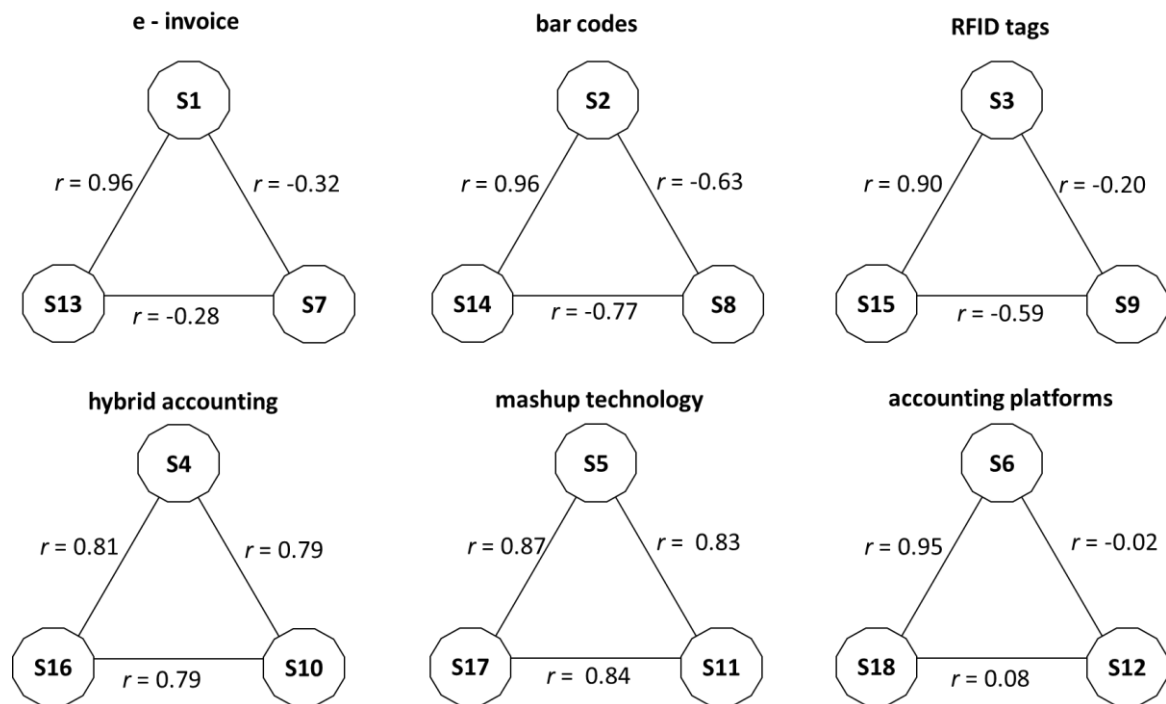 e - invoice
S1
r = 0.96
r = -0.32
S13
S7
r = -0.28
bar codes
S2
r = 0.96
r = -0.63
S14
S8
r = -0.77
RFID tags
S3
r = 0.90
r = -0.20
S15
S9
r = -0.59
hybrid accounting
S4
r = 0.81
r = 0.79
S16
S10
r = 0.79
mashup technology
S5
r = 0.87
r =  0.83
S17
S11
r =  0.84
accounting platforms
S6
r = 0.95
r = -0.02
S18
S12
r = 0.08